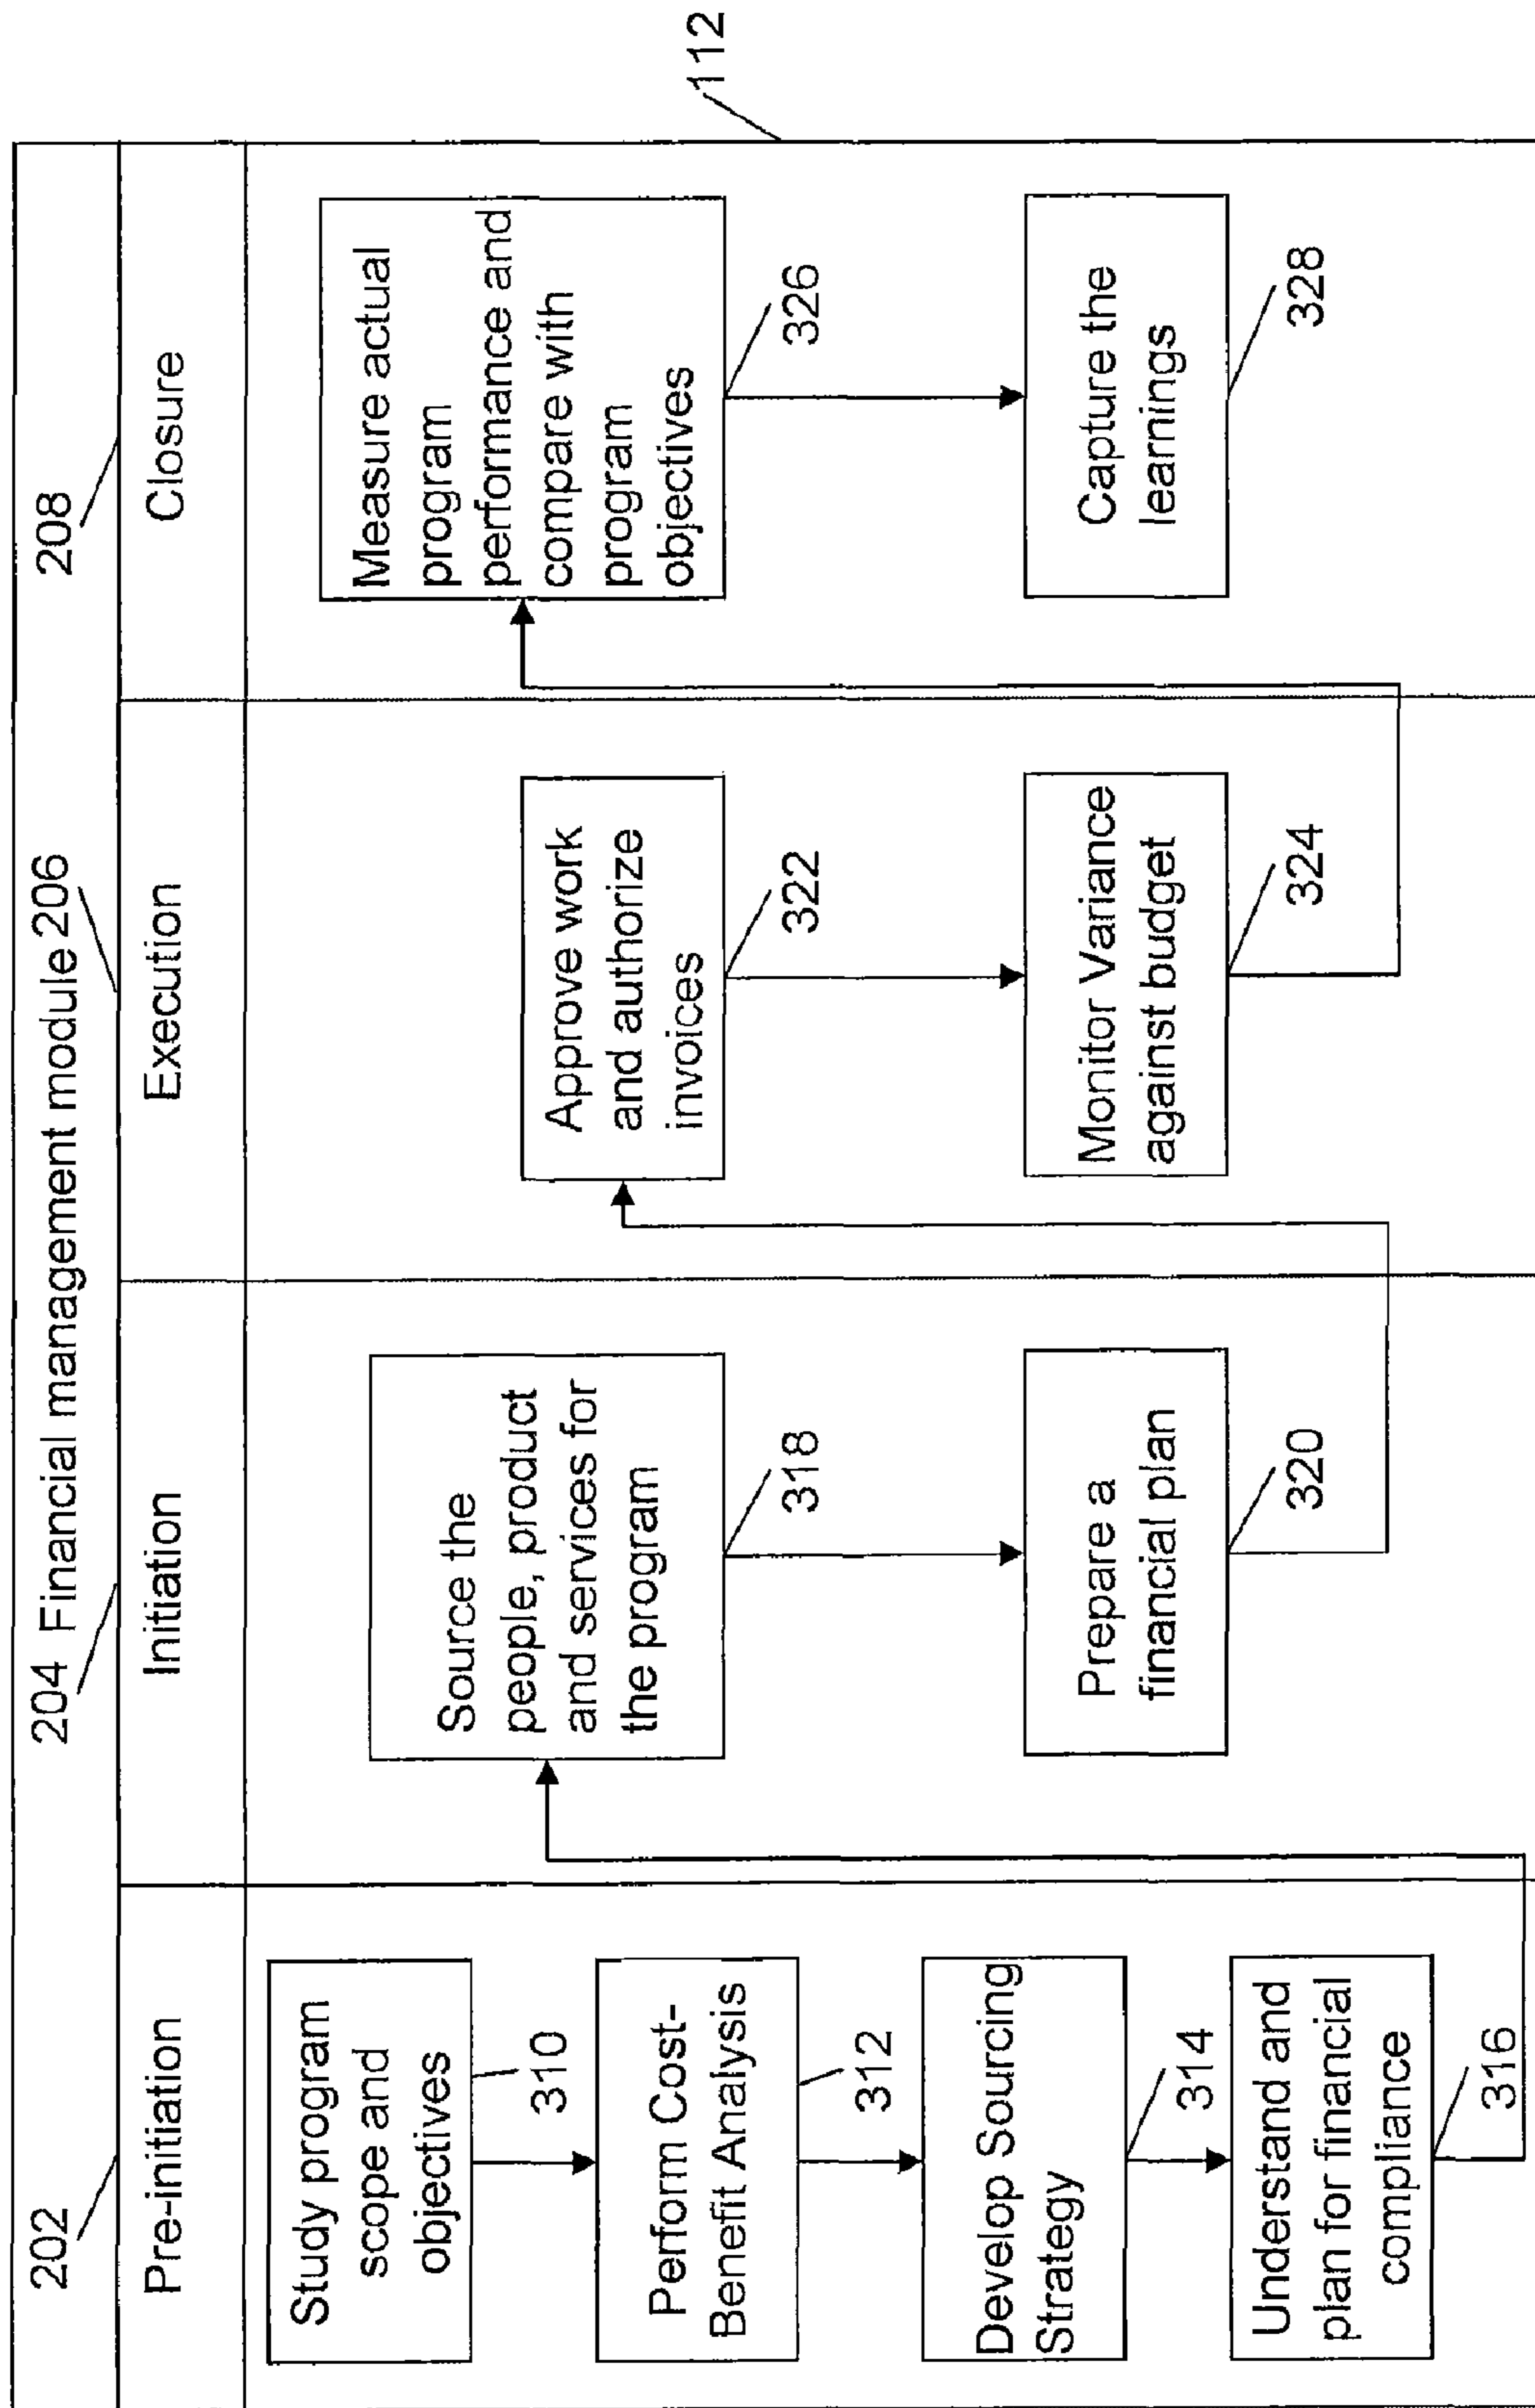 202
204
Financial management module
206
208
Pre-initiation
Initiation
Execution
Closure
112
Study program
scope and
objectives
310
Perform Cost-
Benefit Analysis
312
Develop Sourcing
Strategy
314
Understand and
plan for financial
compliance
316
Source the
people, product
and services for
the program
318
Prepare a
financial plan
320
Approve work
and authorize
invoices
322
Monitor Variance
against budget
324
Measure actual
program
performance and
compare with
program
objectives
326
Capture the
learnings
328